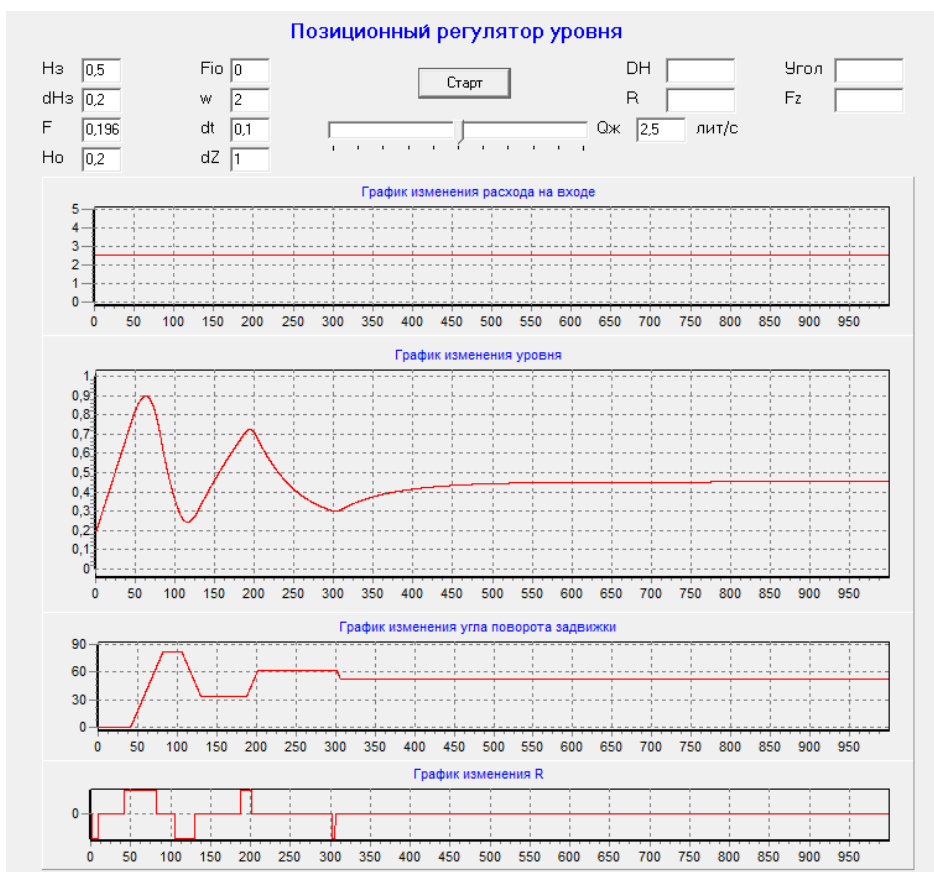 Позиционный регулятор уровня
Нз 0,5 Fio 0 Старт DH Угол
dНз 0,2 w 2 R Fz
F 0,196 dt 0,1 Qж 2,5 лит/с
Но 0,2 dZ 1
График изменения расхода на входе
5
4
3
2
1
0
0 50 100 150 200 250 300 350 400 450 500 550 600 650 700 750 800 850 900 950
График изменения уровня
1
0,9
0,8
0,7
0,6
0,5
0,4
0,3
0,2
0,1
0
0 50 100 150 200 250 300 350 400 450 500 550 600 650 700 750 800 850 900 950
График изменения угла поворота задвижки
90
60
30
0
0 50 100 150 200 250 300 350 400 450 500 550 600 650 700 750 800 850 900 950
График изменения R
0
0 50 100 150 200 250 300 350 400 450 500 550 600 650 700 750 800 850 900 950